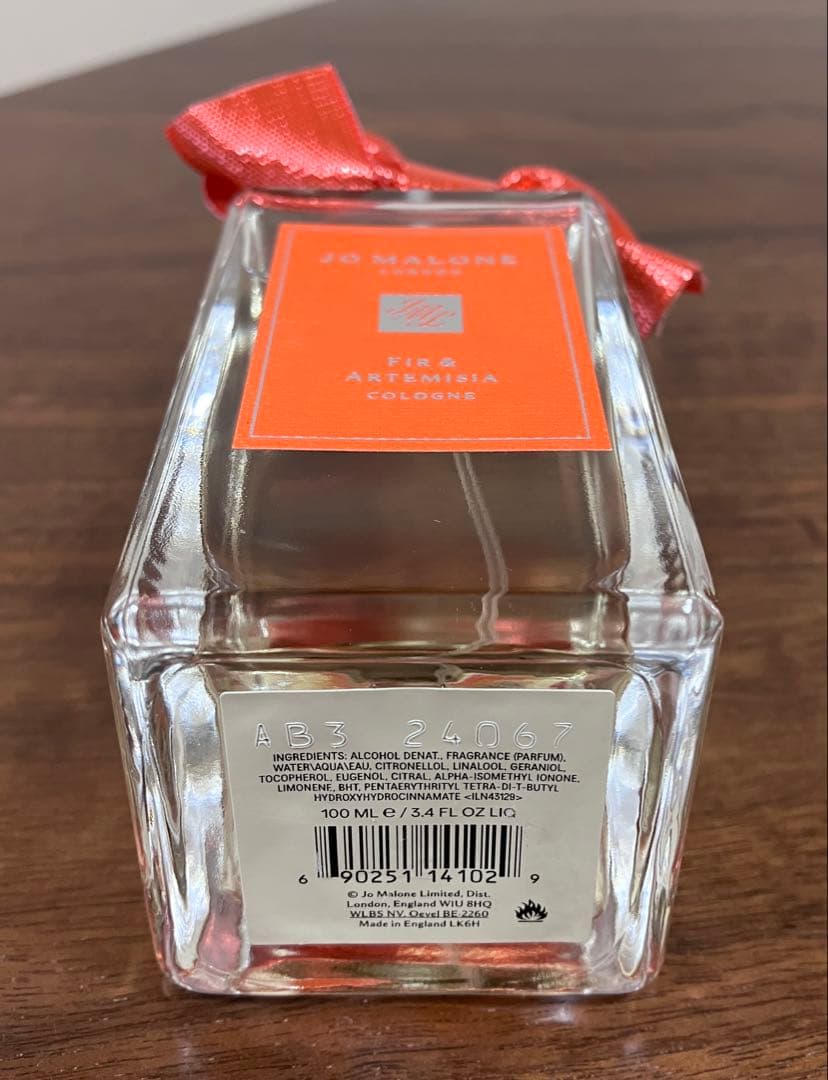 JO MALONE
LONDON
JML
FIR &
ARTEMISIA
COLOGNE
AB3 24067
INGREDIENTS: ALCOHOL DENAT., FRAGRANCE (PARFUM),
WATER\AQUA\EAU, CITRONELLOL, LINALOOL, GERANIOL,
TOCOPHEROL, EUGENOL, CITRAL, ALPHA-ISOMETHYL IONONE,
LIMONENE, BHT, PENTAERYTHRITYL TETRA-DI-T-BUTYL
HYDROXYHYDROCINNAMATE <ILN43129>
100 ML e / 3.4 FL OZ LIQ
6 90251 14102 9
© Jo Malone Limited, Dist.
London, England W1U 8HQ
WLBS NV. Oevel BE-2260
Made in England LK6H